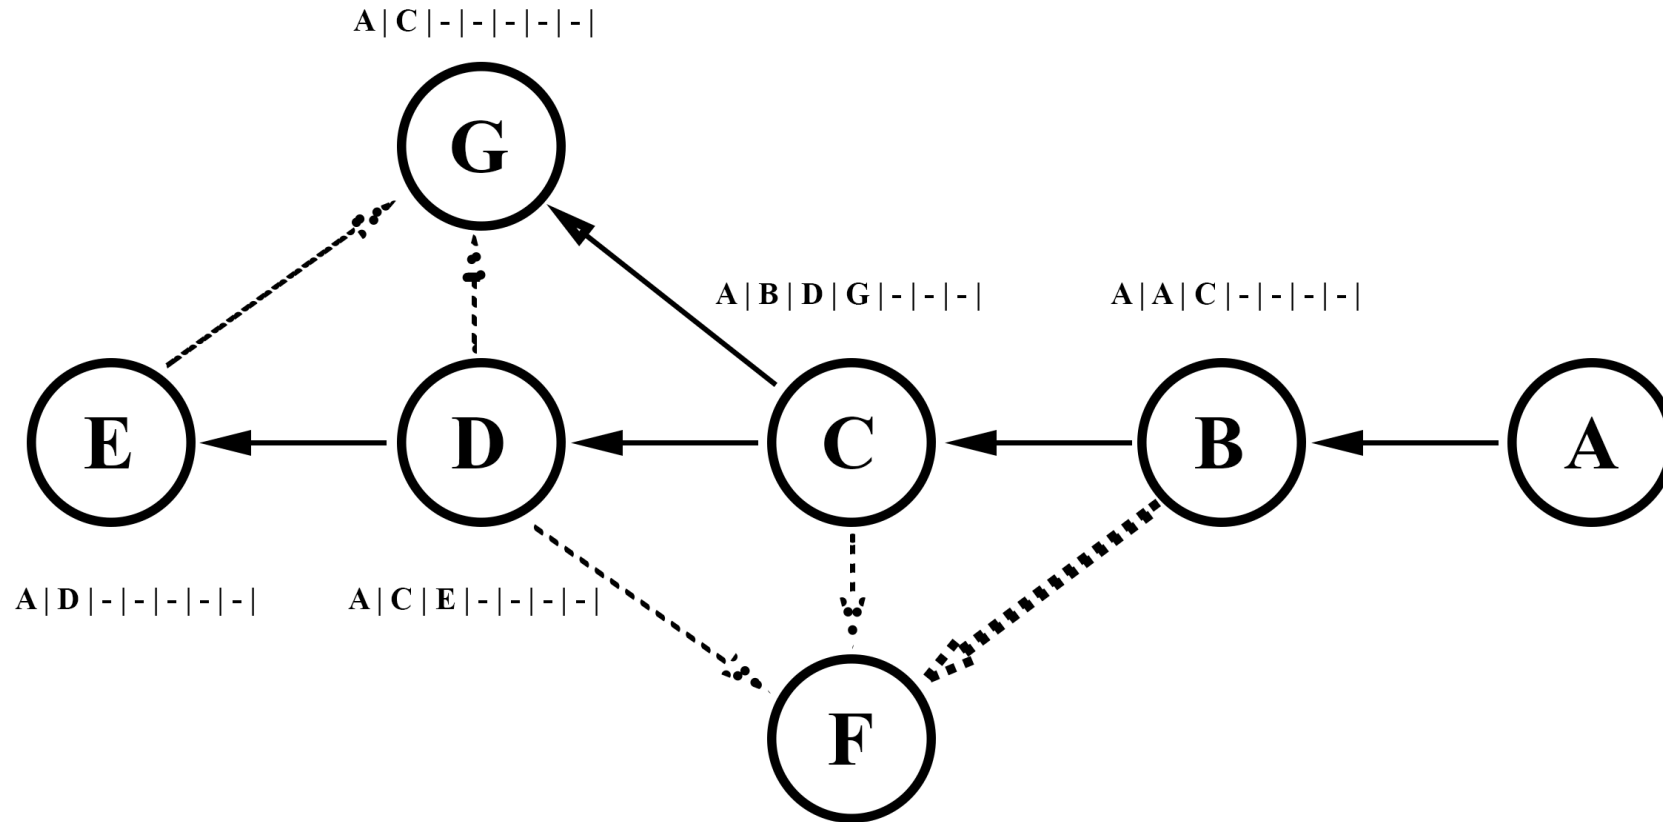 A | C | - | - | - | - | - |
G
A | B | D | G | - | - | - |
A | A | C | - | - | - | - |
E
D
C
B
A
A | D | - | - | - | - | - |
A | C | E | - | - | - | - |
F